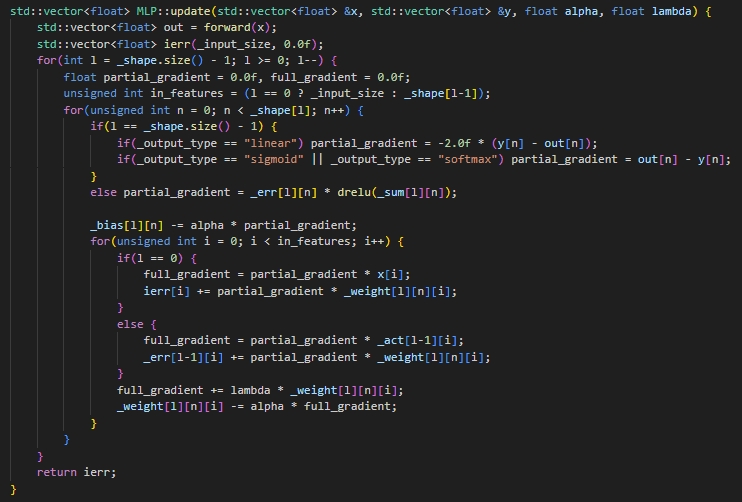 std::vector<float> MLP::update(std::vector<float> &x, std::vector<float> &y, float alpha, float lambda) {
    std::vector<float> out = forward(x);
    std::vector<float> ierr(_input_size, 0.0f);
    for(int l = _shape.size() - 1; l >= 0; l--) {
        float partial_gradient = 0.0f, full_gradient = 0.0f;
        unsigned int in_features = (l == 0 ? _input_size : _shape[l-1]);
        for(unsigned int n = 0; n < _shape[l]; n++) {
            if(l == _shape.size() - 1) {
                if(_output_type == "linear") partial_gradient = -2.0f * (y[n] - out[n]);
                if(_output_type == "sigmoid" || _output_type == "softmax") partial_gradient = out[n] - y[n];
            }
            else partial_gradient = _err[l][n] * drelu(_sum[l][n]);

            _bias[l][n] -= alpha * partial_gradient;
            for(unsigned int i = 0; i < in_features; i++) {
                if(l == 0) {
                    full_gradient = partial_gradient * x[i];
                    ierr[i] += partial_gradient * _weight[l][n][i];
                }
                else {
                    full_gradient = partial_gradient * _act[l-1][i];
                    _err[l-1][i] += partial_gradient * _weight[l][n][i];
                }
                full_gradient += lambda * _weight[l][n][i];
                _weight[l][n][i] -= alpha * full_gradient;
            }
        }
    }
    return ierr;
}